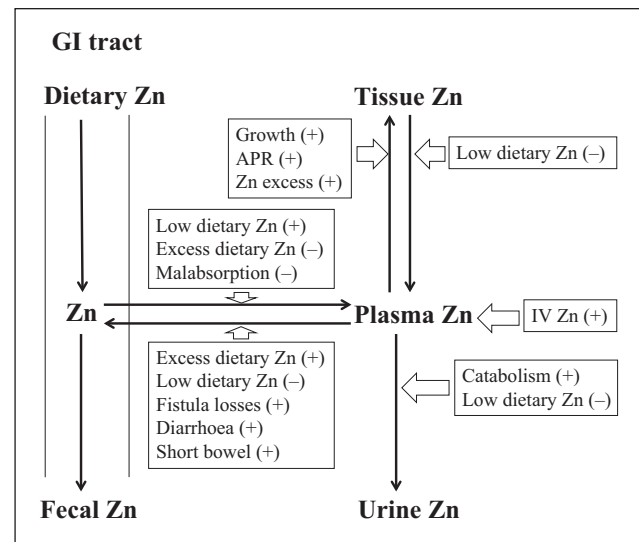 GI tract
Dietary Zn
Tissue Zn
Growth (+)
APR (+)
Zn excess (+)
Low dietary Zn (–)
Low dietary Zn (+)
Excess dietary Zn (–)
Malabsorption (–)
Zn
Plasma Zn
IV Zn (+)
Excess dietary Zn (+)
Low dietary Zn (–)
Fistula losses (+)
Diarrhoea (+)
Short bowel (+)
Catabolism (+)
Low dietary Zn (–)
Fecal Zn
Urine Zn